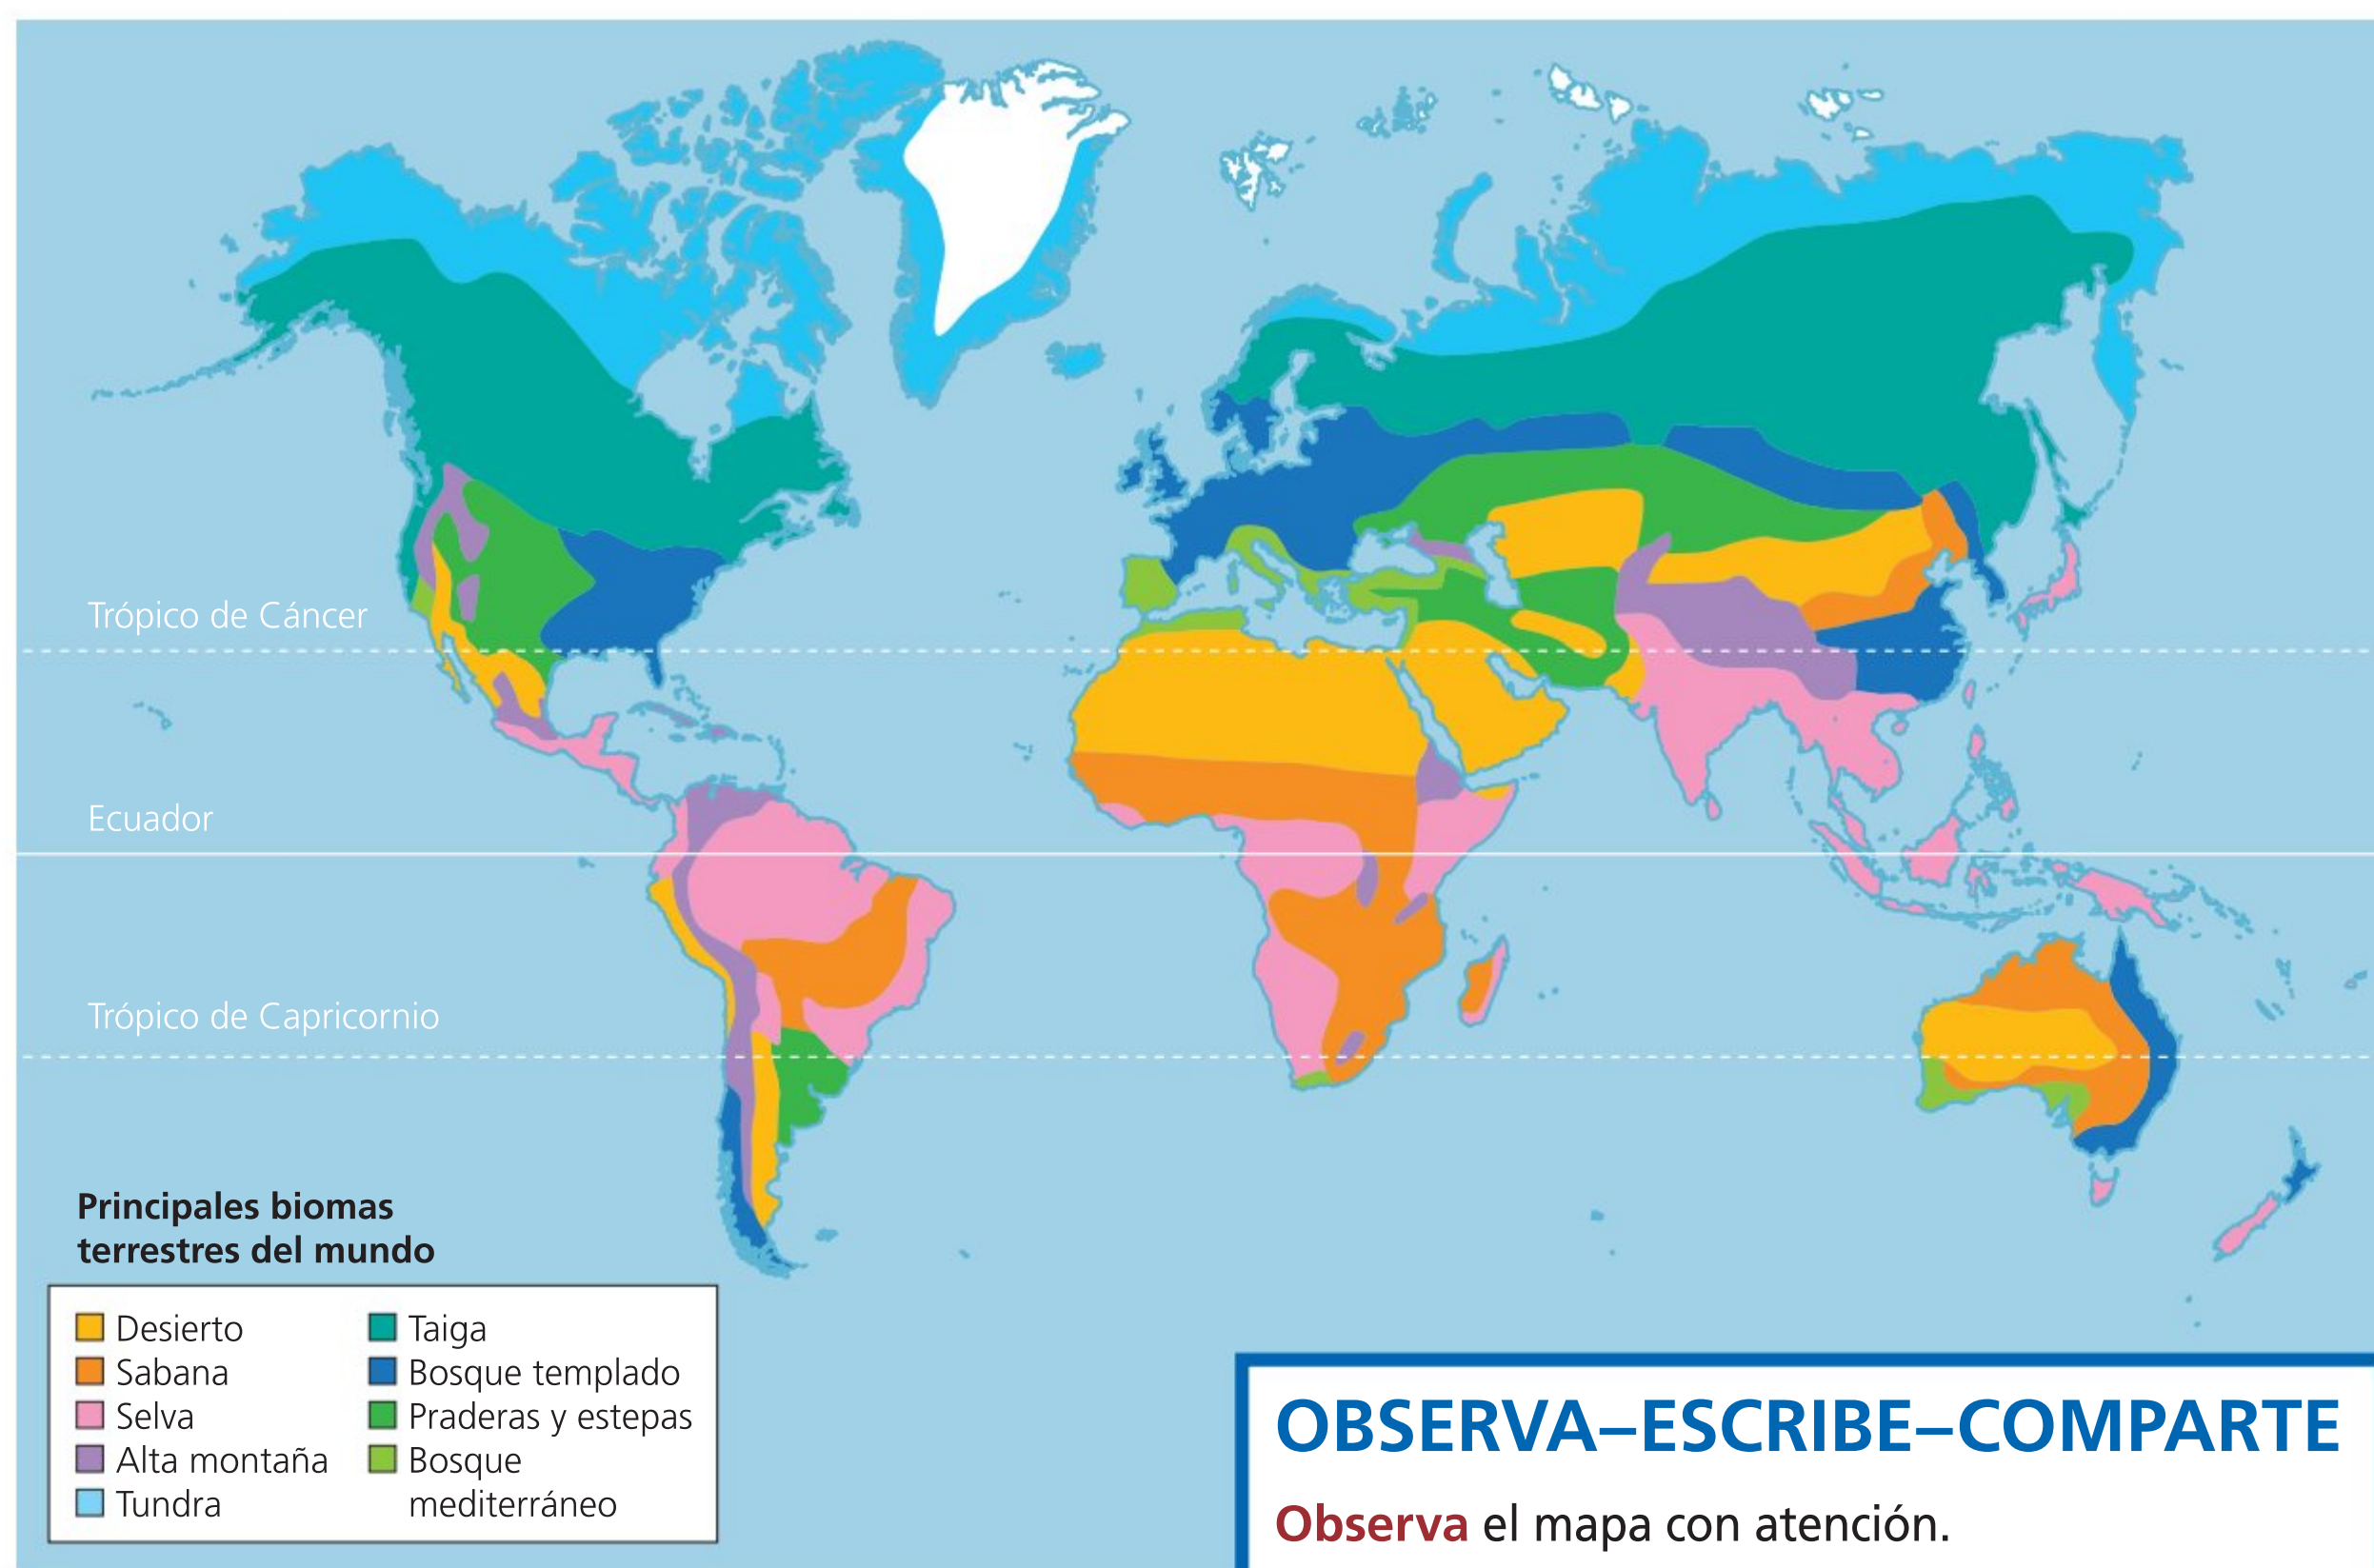 Trópico de Cáncer
Ecuador
Trópico de Capricornio
Principales biomas
terrestres del mundo
Desierto
Sabana
Selva
Alta montaña
Tundra
Taiga
Bosque templado
Praderas y estepas
Bosque
mediterráneo
OBSERVA–ESCRIBE–COMPARTE
Observa el mapa con atención.